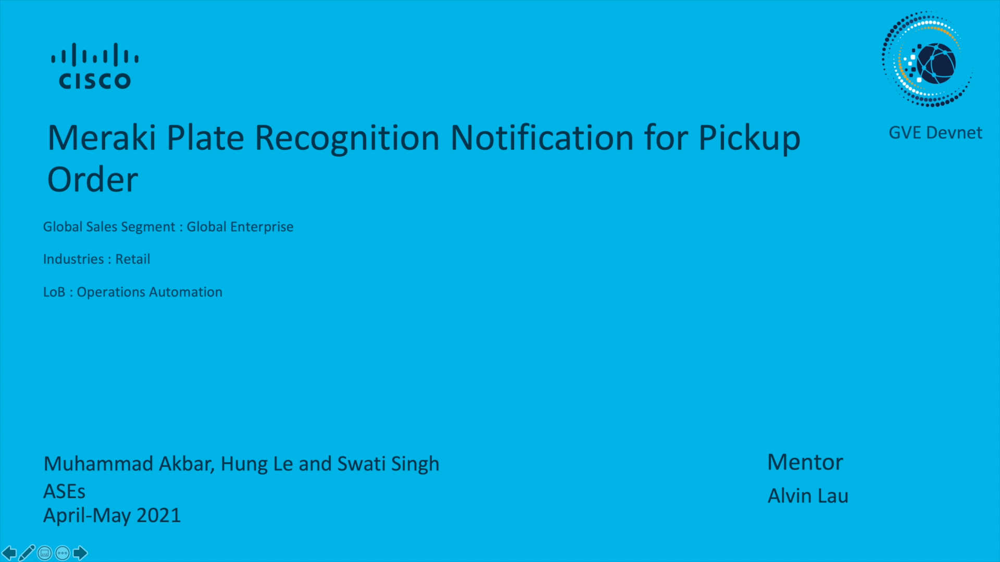 CISCO
GVE Devnet
Meraki Plate Recognition Notification for Pickup
Order
Global Sales Segment : Global Enterprise
Industries : Retail
LoB : Operations Automation
Muhammad Akbar, Hung Le and Swati Singh
ASEs
April-May 2021
Mentor
Alvin Lau